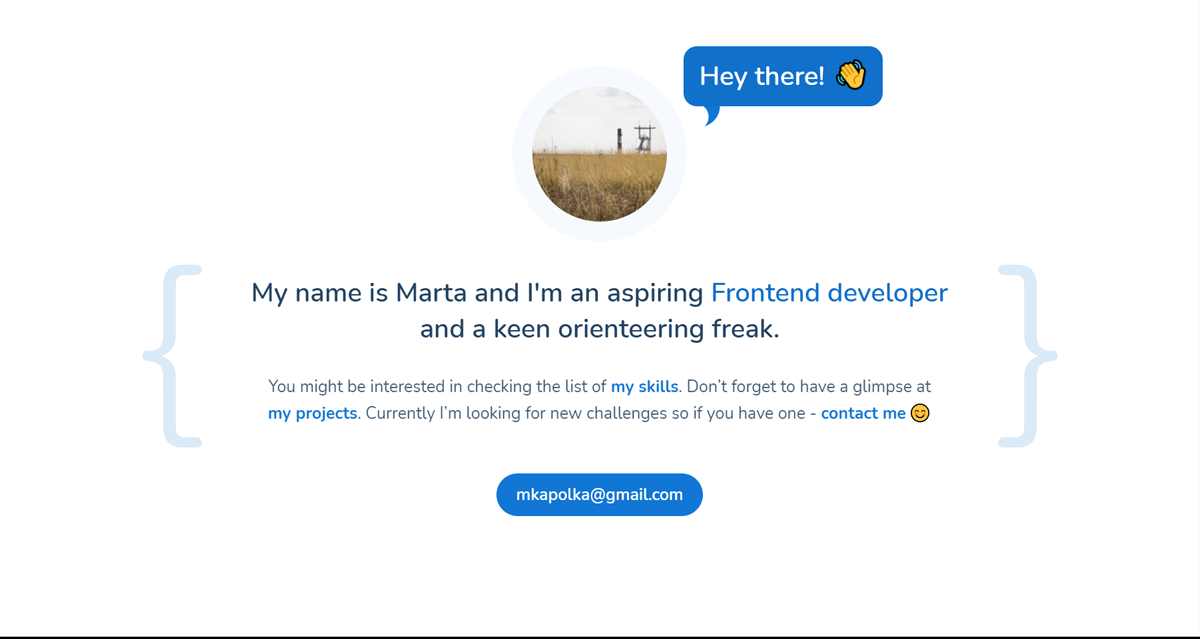 Hey there! 👋
My name is Marta and I'm an aspiring Frontend developer
and a keen orienteering freak.
You might be interested in checking the list of my skills. Don’t forget to have a glimpse at
my projects. Currently I’m looking for new challenges so if you have one - contact me 😊
mkapolka@gmail.com